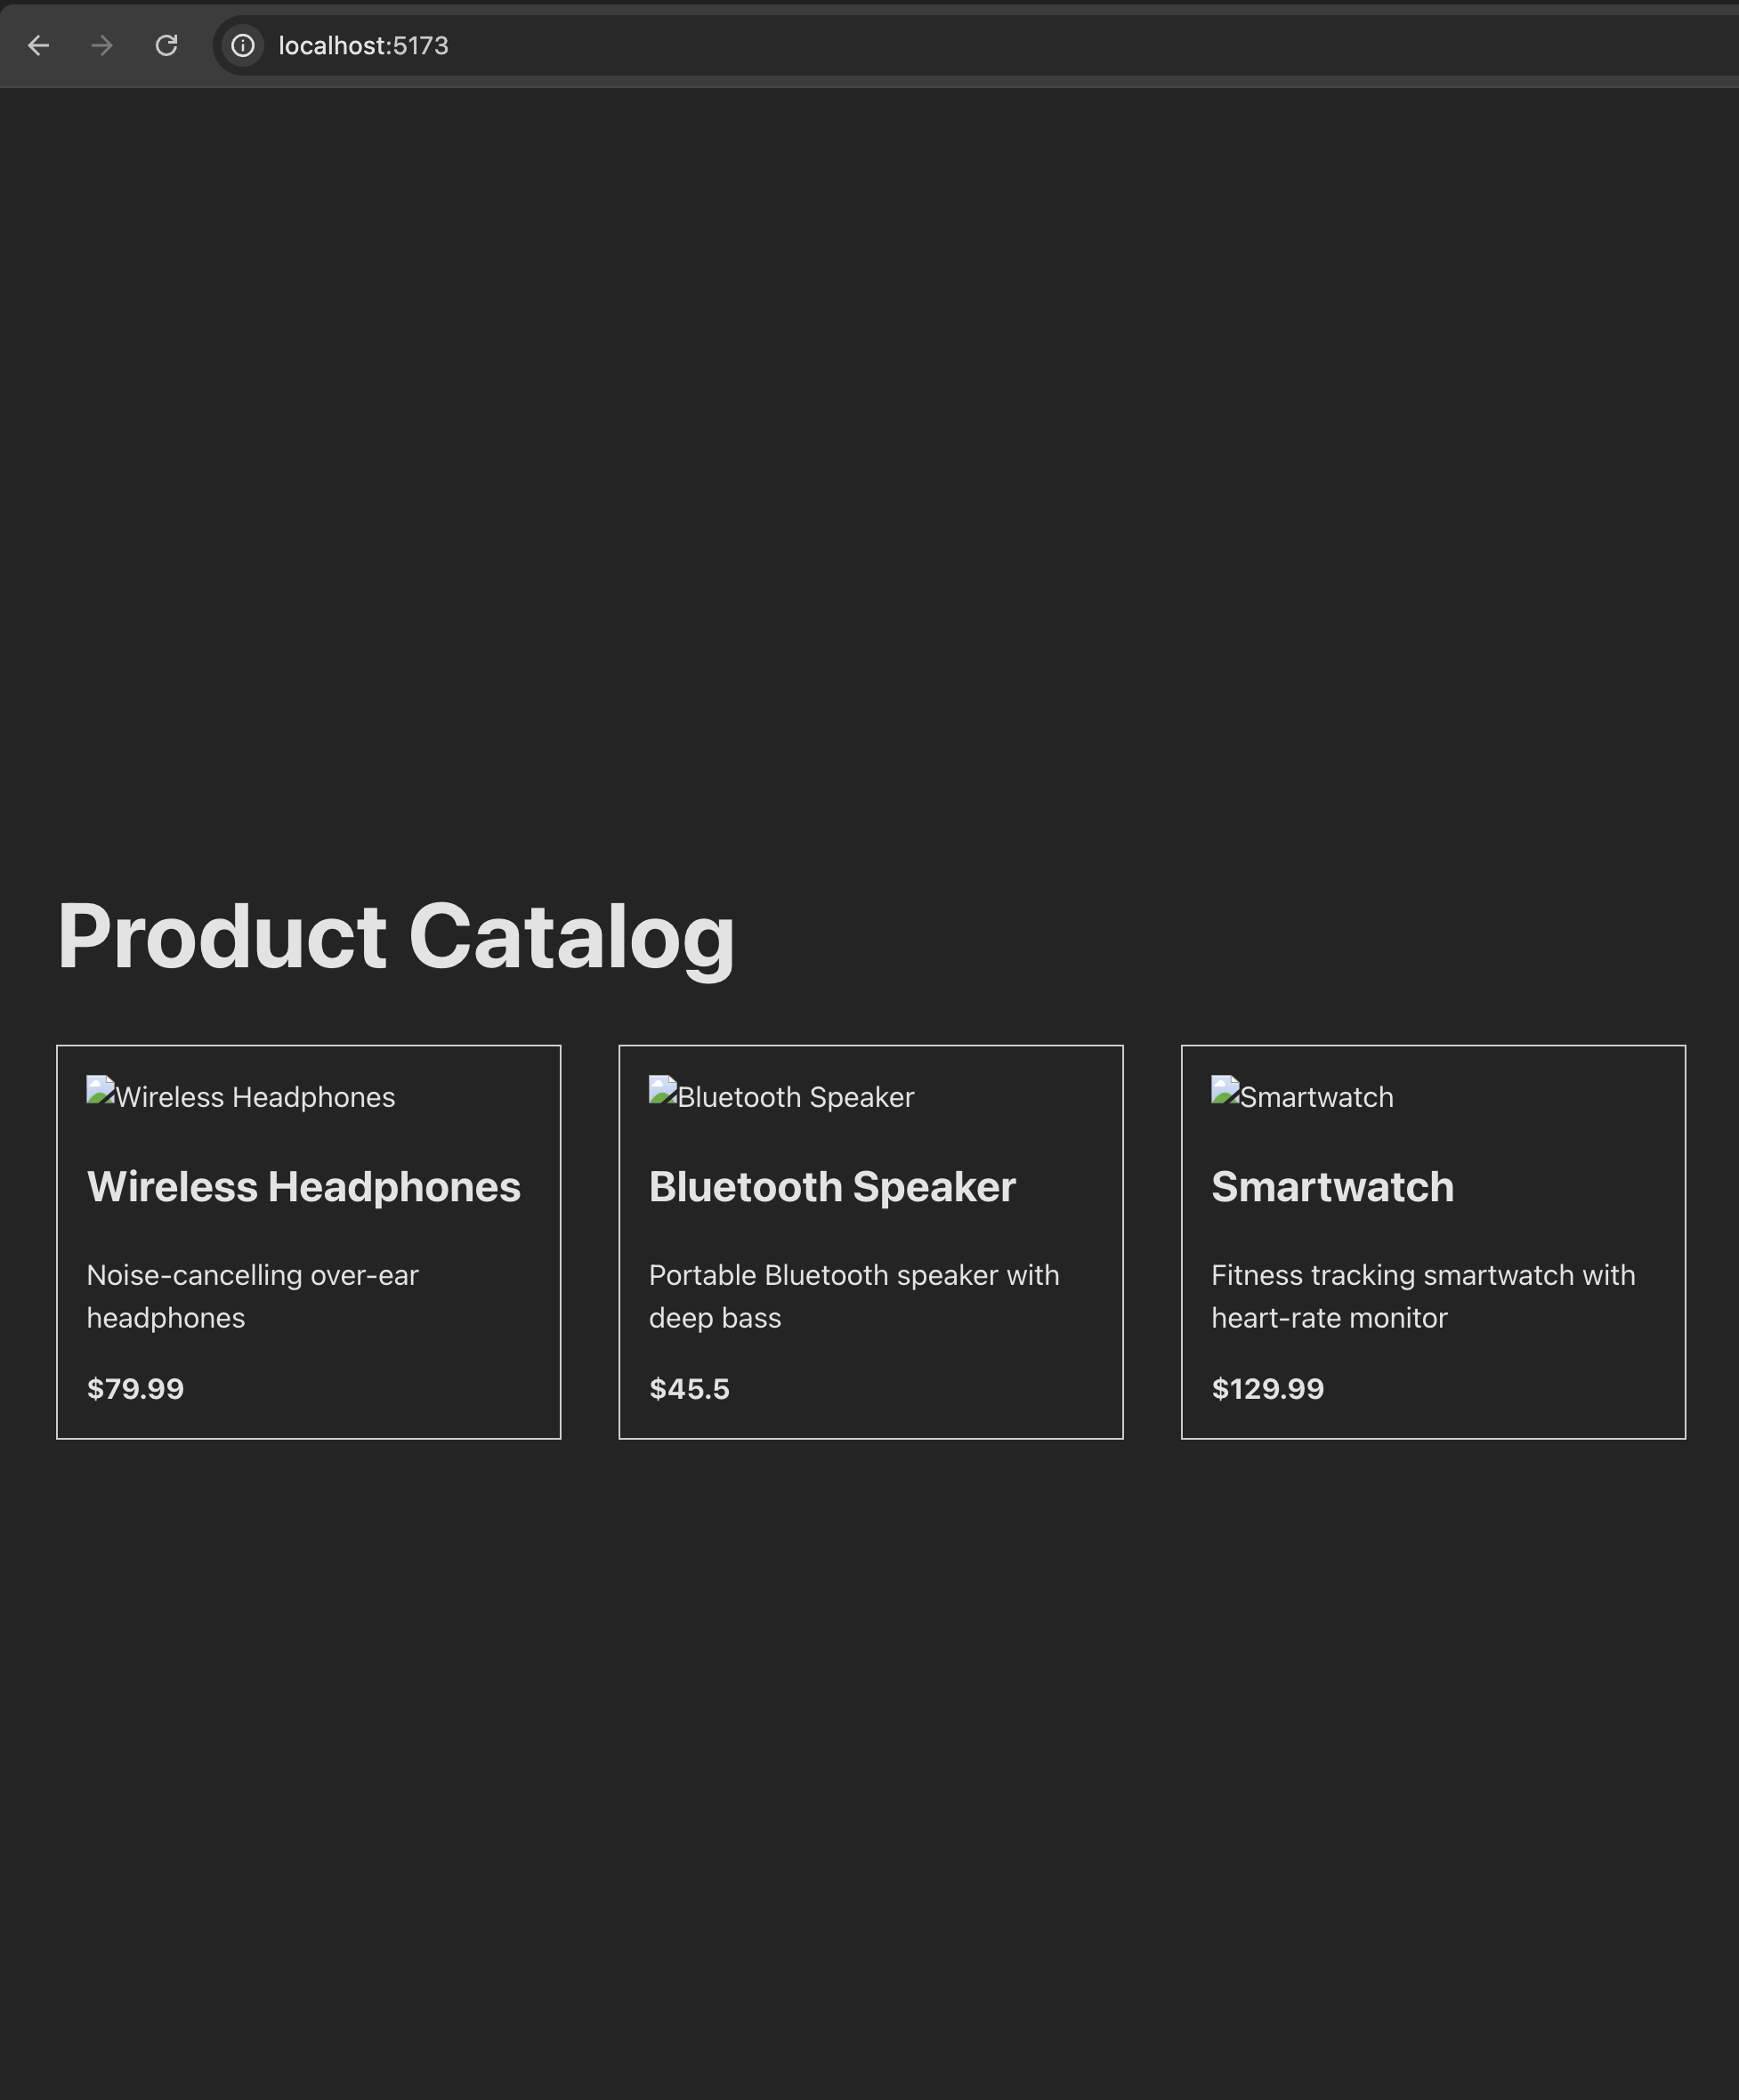 localhost:5173
Product Catalog
Wireless Headphones
Wireless Headphones
Noise-cancelling over-ear
headphones
$79.99
Bluetooth Speaker
Bluetooth Speaker
Portable Bluetooth speaker with
deep bass
$45.5
Smartwatch
Smartwatch
Fitness tracking smartwatch with
heart-rate monitor
$129.99